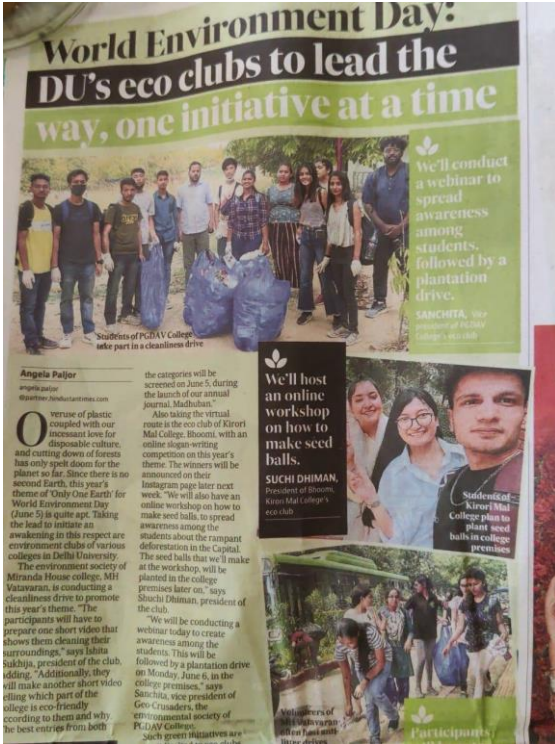 World Environment Day:
DU's eco clubs to lead the
way, one initiative at a time
We'll conduct
a webinar to
spread
awareness
among
students,
followed by a
plantation
drive.
SANCHITA, Vice
president of PGDAV
College's eco club
Students of PGDAV College
take part in a cleanliness drive
Angela Paljor
angela.paljor
@partner.hindustantimes.com
Overuse of plastic
coupled with our
incessant love for
disposable culture,
and cutting down of forests
has only spelt doom for the
planet so far. Since there is no
second Earth, this year's
theme of 'Only One Earth' for
World Environment Day
(June 5) is quite apt. Taking
the lead to initiate an
awakening in this respect are
environment clubs of various
colleges in Delhi University.
The environment society of
Miranda House college, MH
Vatavaran, is conducting a
cleanliness drive to promote
this year's theme. "The
participants will have to
prepare one short video that
shows them cleaning their
surroundings," says Ishita
Sukhija, president of the club,
adding, "Additionally, they
will make another short video
telling which part of the
college is eco-friendly
according to them and why.
The best entries from both
the categories will be
screened on June 5, during
the launch of our annual
journal, Madhuban."
Also taking the virtual
route is the eco club of Kirori
Mal College, Bhoomi, with an
online slogan-writing
competition on this year's
theme. The winners will be
announced on their
Instagram page later next
week. "We will also have an
online workshop on how to
make seed balls, to spread
awareness among the
students about the rampant
deforestation in the Capital.
The seed balls that we'll make
at the workshop, will be
planted in the college
premises later on," says
Shuchi Dhiman, president of
the club.
"We will be conducting a
webinar today to create
awareness among the
students. This will be
followed by a plantation drive
on Monday, June 6, in the
college premises," says
Sanchita, vice president of
Geo Crusaders, the
environmental society of
PGDAV College.
Such green initiatives are
We'll host
an online
workshop
on how to
make seed
balls.
SUCHI DHIMAN,
President of Bhoomi,
Kirori Mal College's
eco club
Students of
Kirori Mal
College plan to
plant seed
balls in college
premises
Volunteers of
MH Vatavaran
often host anti
litter drives
Participants